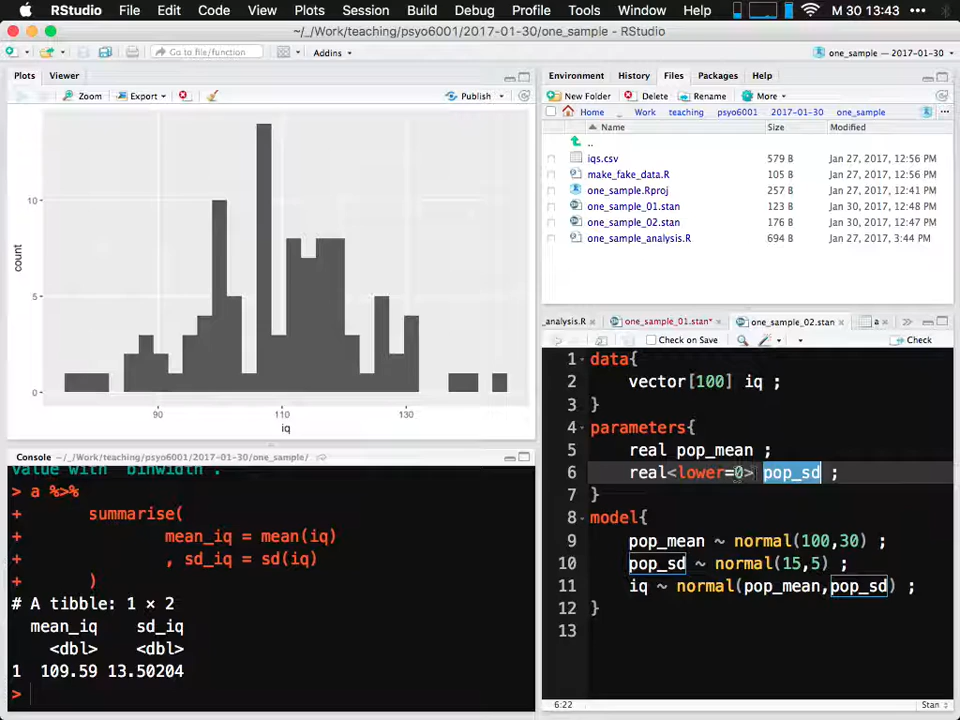 RStudio File Edit Code View Plots Session Build Debug Profile Tools Window Help M 30 13:43
~/_/Work/teaching/psyo6001/2017-01-30/one_sample - RStudio
Go to file/function Addins one_sample — 2017-01-30
Plots Viewer
Zoom Export Publish
10
5
0
count
90 110 130
iq
Environment History Files Packages Help
New Folder Delete Rename More
Home _ Work teaching psyo6001 2017-01-30 one_sample ...
Name Size Modified
..
iqs.csv 579 B Jan 27, 2017, 12:56 PM
make_fake_data.R 105 B Jan 27, 2017, 12:56 PM
one_sample.Rproj 257 B Jan 30, 2017, 12:41 PM
one_sample_01.stan 123 B Jan 30, 2017, 12:48 PM
one_sample_02.stan 176 B Jan 30, 2017, 12:47 PM
one_sample_analysis.R 694 B Jan 27, 2017, 3:44 PM
Console ~/_/Work/teaching/psyo6001/2017-01-30/one_sample/
value with `binwidth`.
> a %>%
+ summarise(
+ mean_iq = mean(iq)
+ , sd_iq = sd(iq)
+ )
# A tibble: 1 × 2
mean_iq sd_iq
<dbl> <dbl>
1 109.59 13.50204
>
_analysis.R one_sample_01.stan* one_sample_02.stan a
Check on Save Check
1 data{
2 vector[100] iq ;
3 }
4 parameters{
5 real pop_mean ;
6 real<lower=0> pop_sd ;
7 }
8 model{
9 pop_mean ~ normal(100,30) ;
10 pop_sd ~ normal(15,5) ;
11 iq ~ normal(pop_mean,pop_sd) ;
12 }
13
6:22 Stan